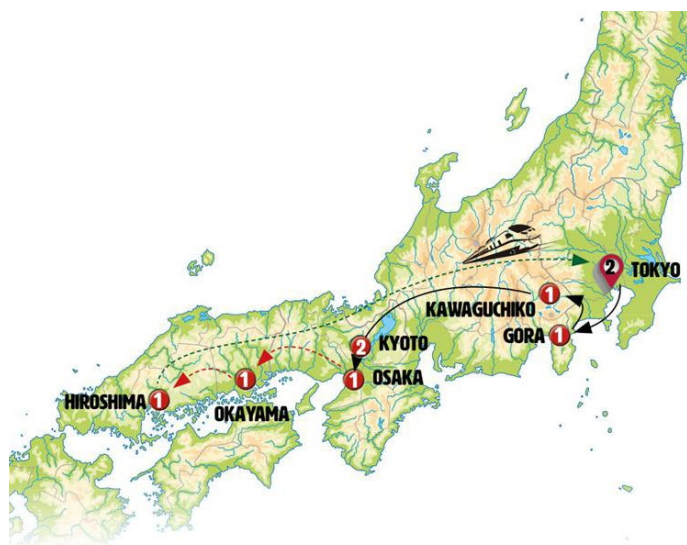 2 TOKYO
1
KAWAGUCHIKO
GORA 1
2 KYOTO
1 OSAKA
1
OKAYAMA
HIROSHIMA 1